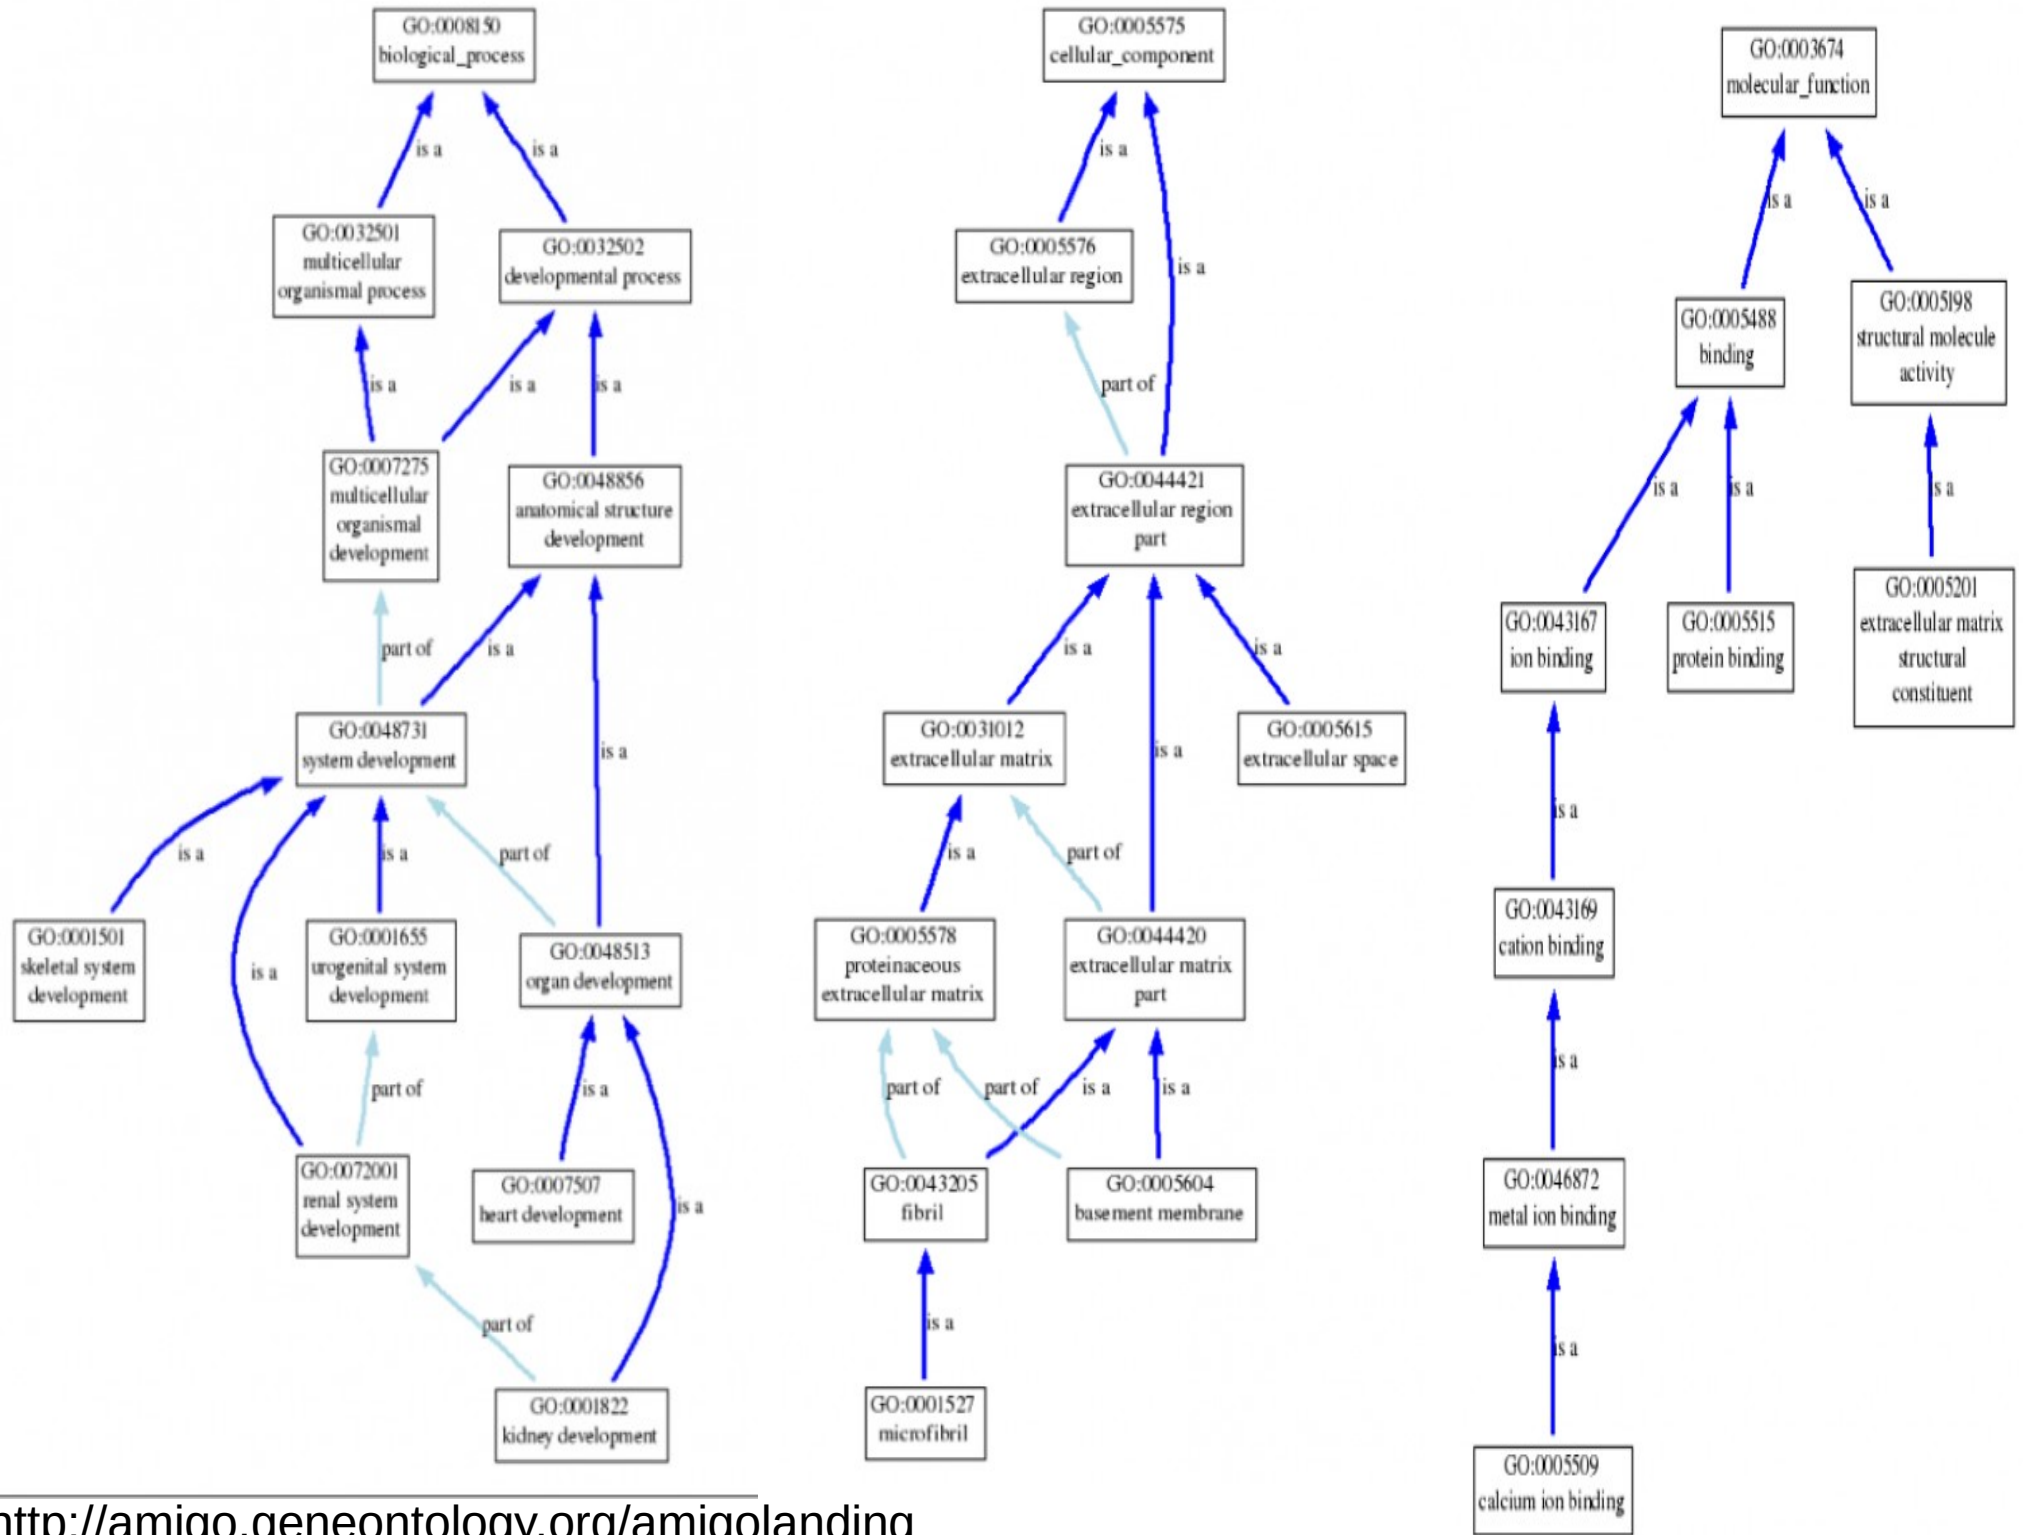 GO:0008150
biological_process
is a
is a
GO:0032501
multicellular
organismal process
GO:0032502
developmental process
is a
is a
is a
GO:0007275
multicellular
organismal
development
GO:0048856
anatomical structure
development
part of
is a
is a
GO:0048731
system development
is a
is a
is a
part of
GO:0001501
skeletal system
development
GO:0001655
urogenital system
development
GO:0048513
organ development
part of
is a
is a
GO:0072001
renal system
development
GO:0007507
heart development
part of
GO:0001822
kidney development
GO:0005575
cellular_component
is a
is a
GO:0005576
extracellular region
part of
GO:0044421
extracellular region
part
is a
is a
is a
GO:0031012
extracellular matrix
GO:0005615
extracellular space
is a
part of
GO:0005578
proteinaceous
extracellular matrix
GO:0044420
extracellular matrix
part
part of
part of
is a
is a
GO:0043205
fibril
GO:0005604
basement membrane
is a
GO:0001527
microfibril
GO:0003674
molecular_function
is a
is a
GO:0005488
binding
GO:0005198
structural molecule
activity
is a
is a
is a
GO:0043167
ion binding
GO:0005515
protein binding
GO:0005201
extracellular matrix
structural
constituent
is a
GO:0043169
cation binding
is a
GO:0046872
metal ion binding
is a
GO:0005509
calcium ion binding
http://amigo.geneontology.org/amigolanding